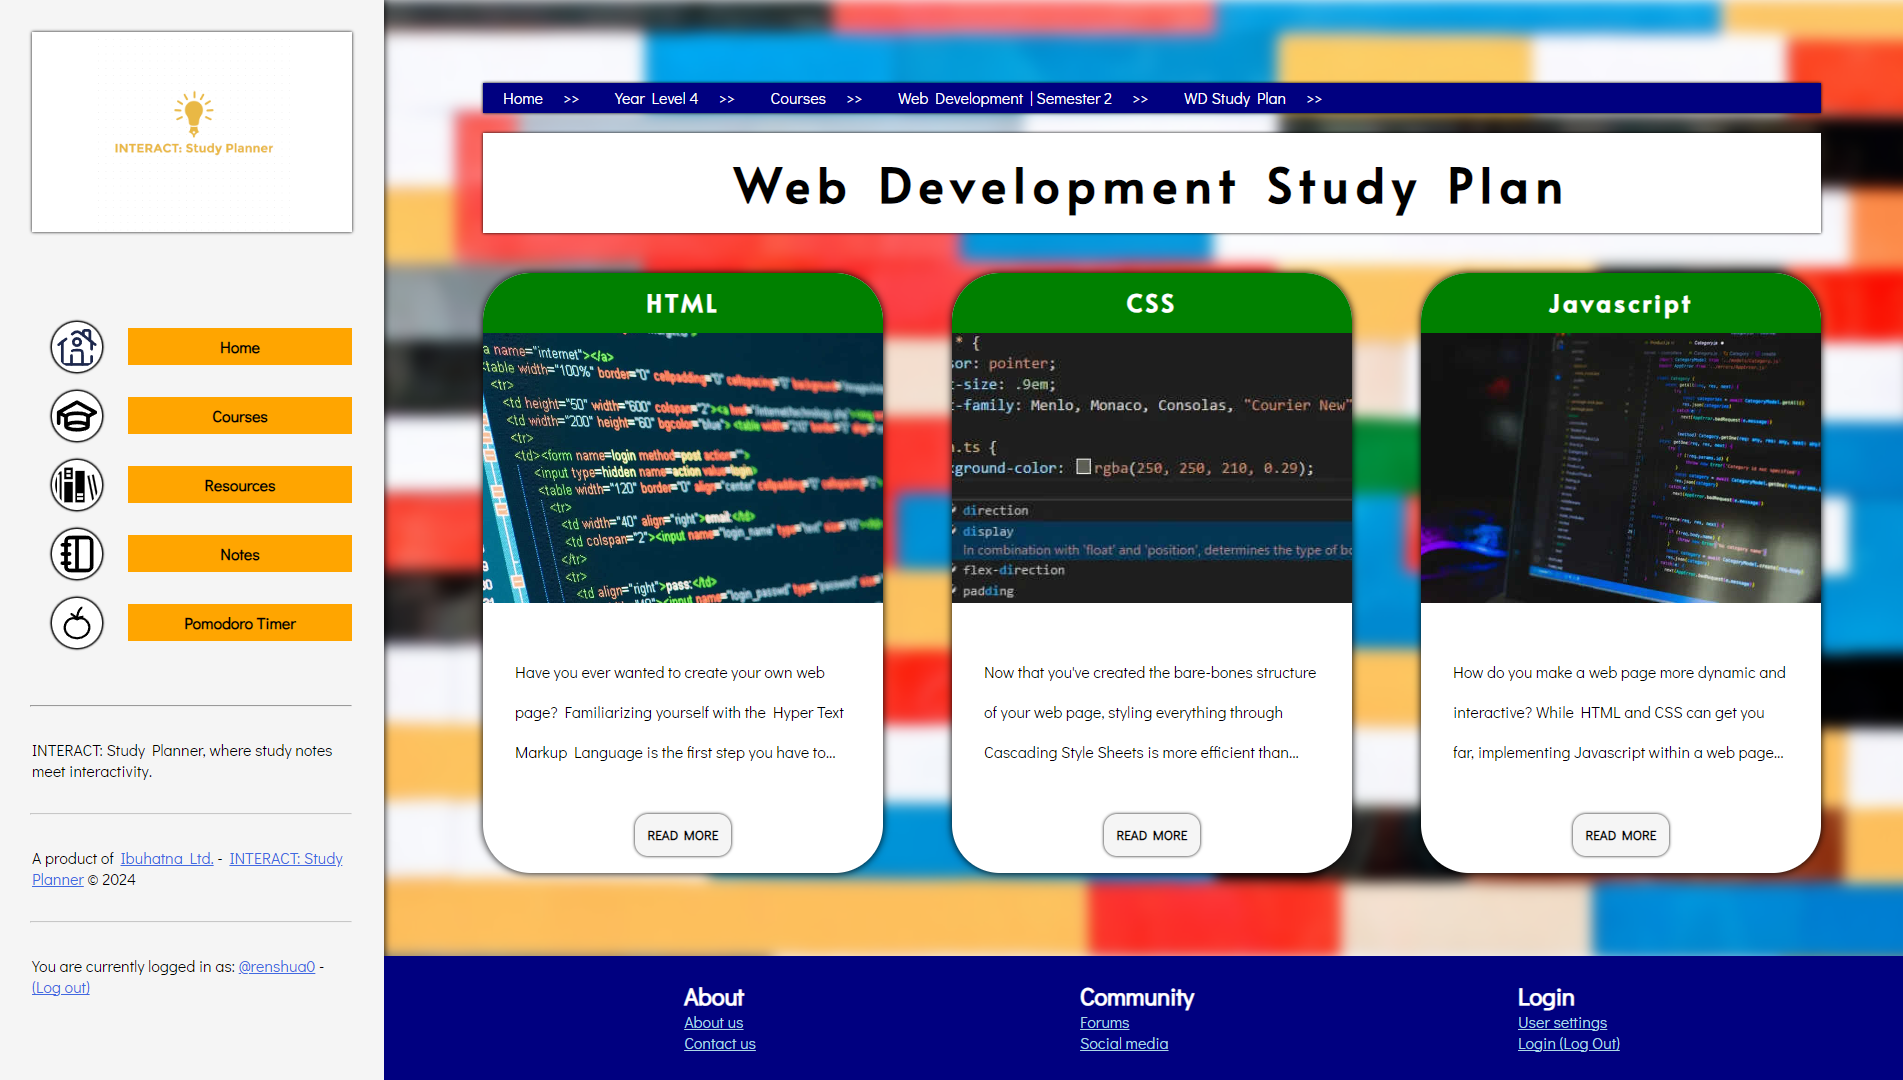 INTERACT: Study Planner
Home
Courses
Resources
Notes
Pomodoro Timer
INTERACT: Study Planner, where study notes
meet interactivity.
A product of Ibuhatna Ltd. - INTERACT: Study
Planner © 2024
You are currently logged in as: @renshua0 -
(Log out)
Home >> Year Level 4 >> Courses >> Web Development | Semester 2 >> WD Study Plan >>
Web Development Study Plan
HTML
a name="internet"></a>
<table width="100%" border="0" cellpadding="0" cellspacing="0"
<tr>
<td height="50" width="600" colspan="2"><a
<td width="200" height="60" bgcolor="blue">
<tr>
<td><form name=login method=post action="">
<input type=hidden name=action value=login>
<table width="120" border="0" align="center" cellpadding="0"
<tr>
<td width="40" align="right">email:</td>
<td colspan="2"><input name="login_name" type="text"
</tr>
<tr>
<td align="right">pass:</td>
<input name="login_passwd" type="password"
Have you ever wanted to create your own web
page? Familiarizing yourself with the Hyper Text
Markup Language is the first step you have to...
READ MORE
CSS
* {
sor: pointer;
t-size: .9em;
t-family: Menlo, Monaco, Consolas, "Courier New"
n.ts {
kground-color: rgba(250, 250, 210, 0.29);
direction
display
In combination with 'float' and 'position', determines the type of bo
flex-direction
padding
Now that you've created the bare-bones structure
of your web page, styling everything through
Cascading Style Sheets is more efficient than...
READ MORE
Javascript
How do you make a web page more dynamic and
interactive? While HTML and CSS can get you
far, implementing Javascript within a web page...
READ MORE
About
About us
Contact us
Community
Forums
Social media
Login
User settings
Login (Log Out)